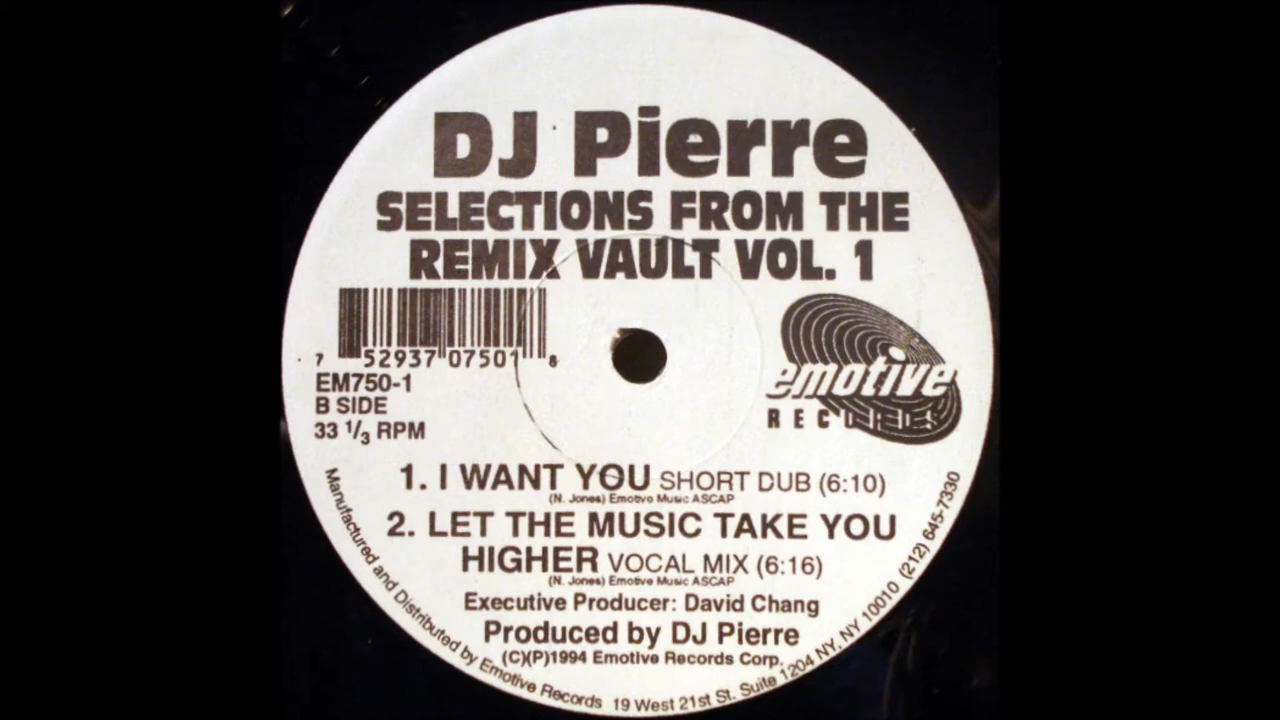 DJ Pierre
SELECTIONS FROM THE
REMIX VAULT VOL. 1
7 52937 07501 8
EM750-1
B SIDE
33 1/3 RPM
emotive
RECORDS
1. I WANT YOU SHORT DUB (6:10)
(N. Jones) Emotive Music ASCAP
2. LET THE MUSIC TAKE YOU
HIGHER VOCAL MIX (6:16)
(N. Jones) Emotive Music ASCAP
Executive Producer: David Chang
Produced by DJ Pierre
(C)(P)1994 Emotive Records Corp.
Manufactured and Distributed by Emotive Records 19 West 21st St. Suite 1204 NY, NY 10010 (212) 645-7330